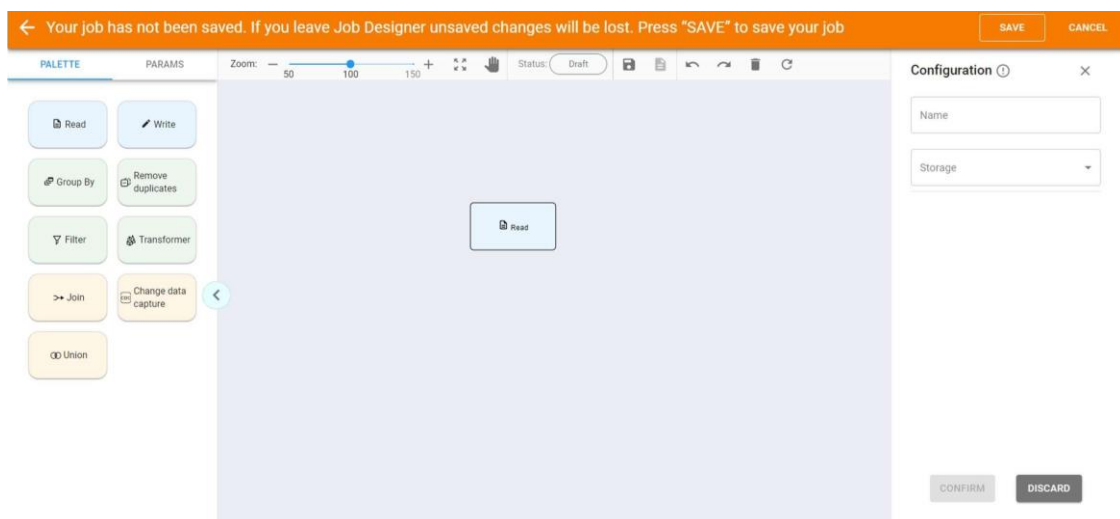 Your job has not been saved. If you leave Job Designer unsaved changes will be lost. Press "SAVE" to save your job
SAVE
CANCEL
PALETTE
PARAMS
Zoom:
50
100
150
Status:
Draft
Read
Write
Group By
Remove
duplicates
Filter
Transformer
Join
Change data
capture
Union
Read
Configuration
Name
Storage
CONFIRM
DISCARD